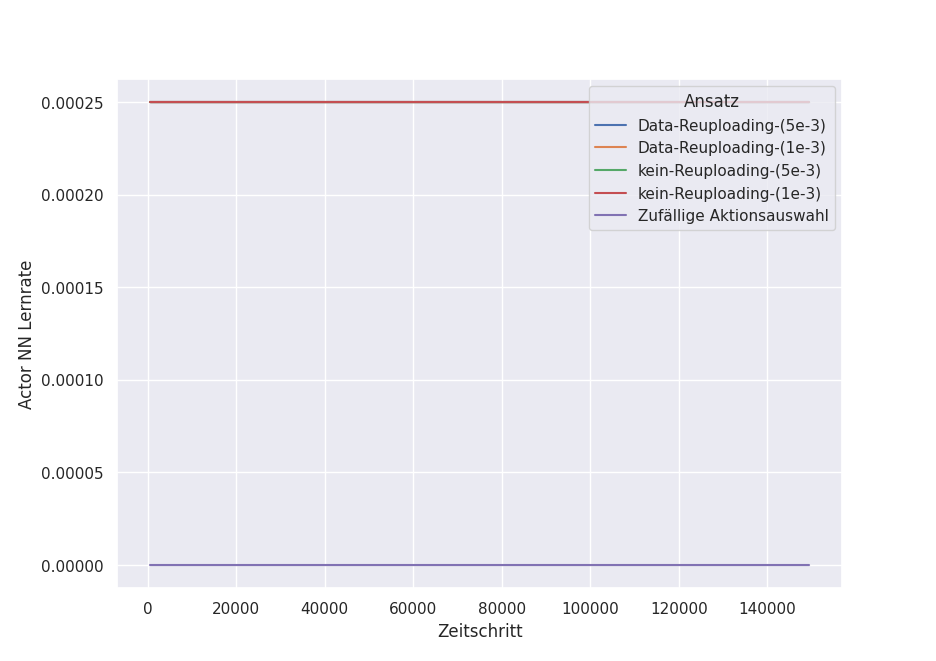 Ansatz
Data-Reuploading-(5e-3)
Data-Reuploading-(1e-3)
kein-Reuploading-(5e-3)
kein-Reuploading-(1e-3)
Zufällige Aktionsauswahl
Actor NN Lernrate
0.00025
0.00020
0.00015
0.00010
0.00005
0.00000
0 20000 40000 60000 80000 100000 120000 140000
Zeitschritt